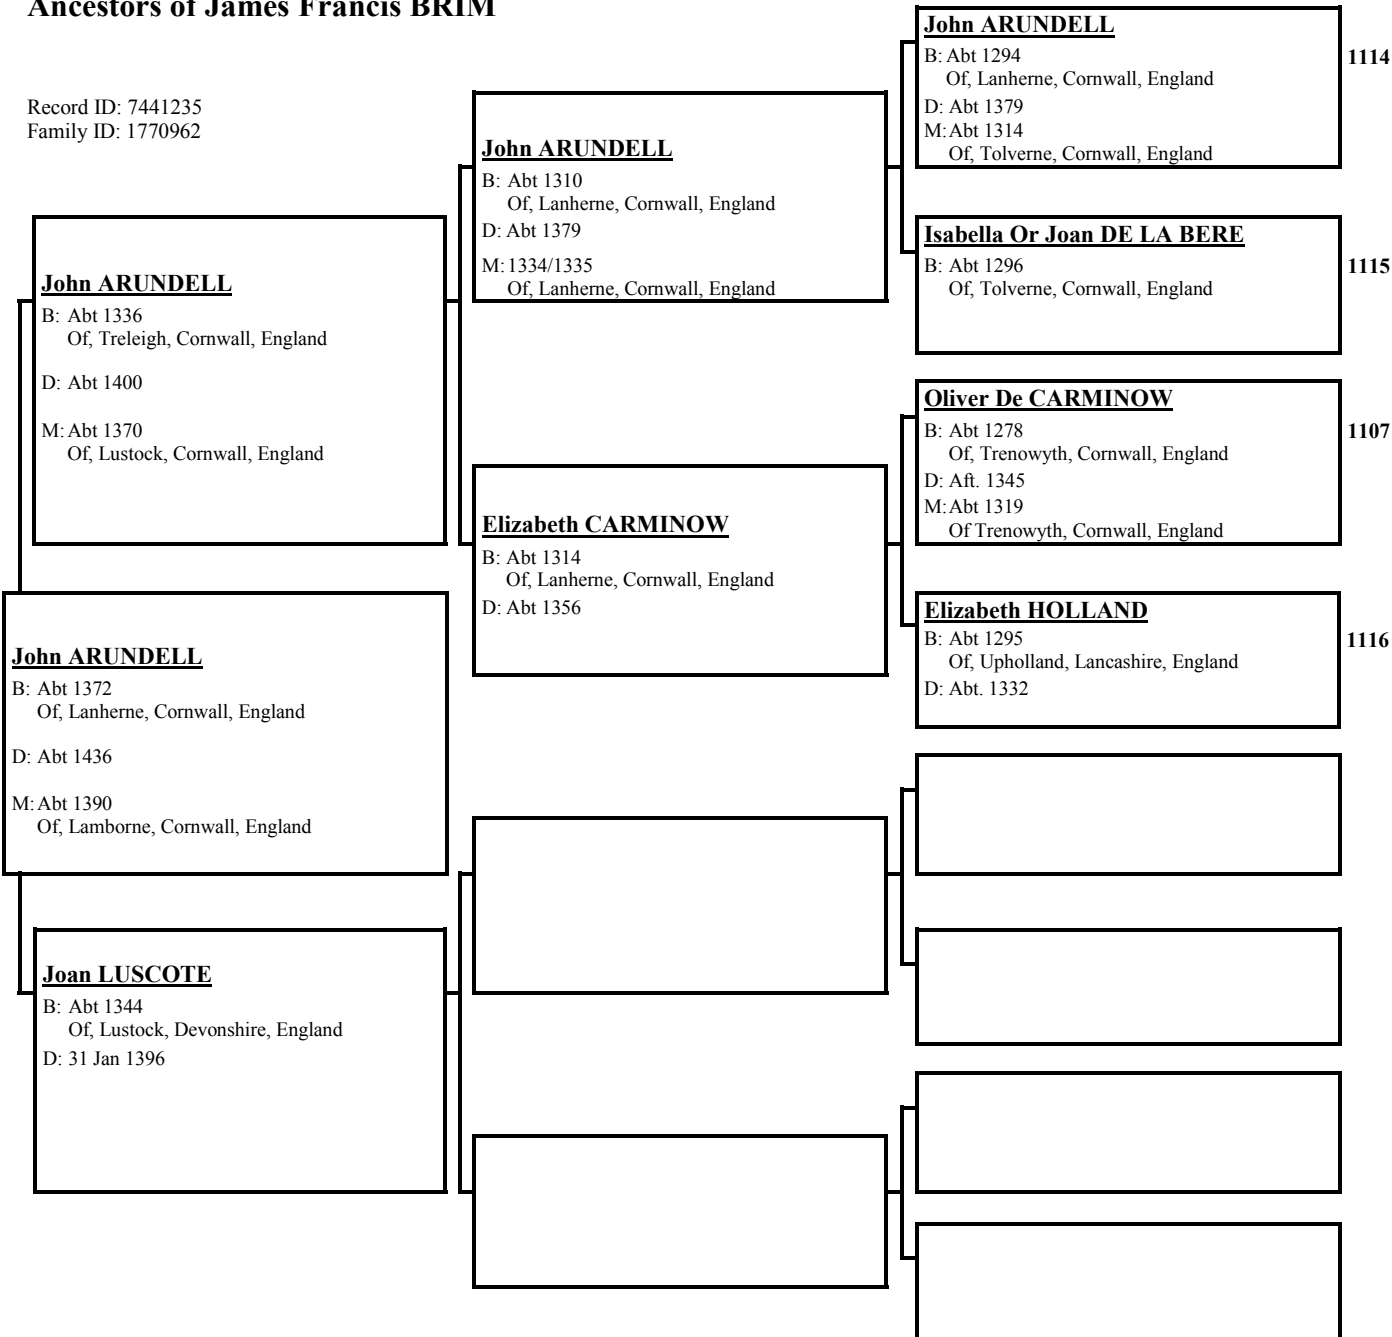 Ancestors of James Francis BRIM
Record ID: 7441235
Family ID: 1770962
John ARUNDELL
B: Abt 1372
Of, Lanherne, Cornwall, England
D: Abt 1436
M: Abt 1390
Of, Lamborne, Cornwall, England
John ARUNDELL
B: Abt 1336
Of, Treleigh, Cornwall, England
D: Abt 1400
M: Abt 1370
Of, Lustock, Cornwall, England
Joan LUSCOTE
B: Abt 1344
Of, Lustock, Devonshire, England
D: 31 Jan 1396
John ARUNDELL
B: Abt 1310
Of, Lanherne, Cornwall, England
D: Abt 1379
M: 1334/1335
Of, Lanherne, Cornwall, England
Elizabeth CARMINOW
B: Abt 1314
Of, Lanherne, Cornwall, England
D: Abt 1356
John ARUNDELL
B: Abt 1294
Of, Lanherne, Cornwall, England
D: Abt 1379
M: Abt 1314
Of, Tolverne, Cornwall, England
1114
Isabella Or Joan DE LA BERE
B: Abt 1296
Of, Tolverne, Cornwall, England
1115
Oliver De CARMINOW
B: Abt 1278
Of, Trenowyth, Cornwall, England
D: Aft. 1345
M: Abt 1319
Of Trenowyth, Cornwall, England
1107
Elizabeth HOLLAND
B: Abt 1295
Of, Upholland, Lancashire, England
D: Abt. 1332
1116